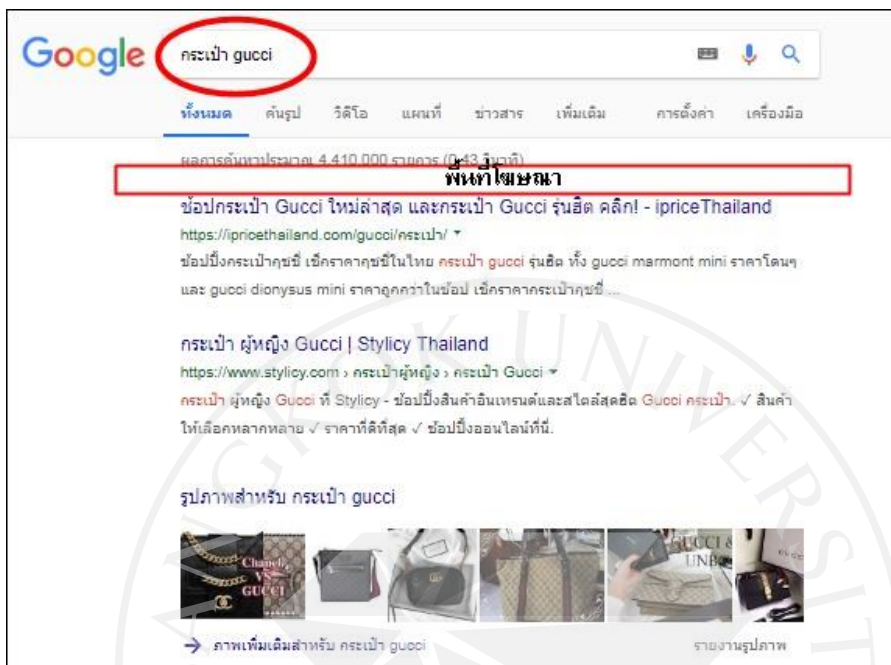 Google กระเป๋า gucci
ทั้งหมด ค้นรูป วิดีโอ แผนที่ ข่าวสาร เพิ่มเติม การตั้งค่า เครื่องมือ
ผลการค้นหาประมาณ 4,410,000 รายการ (0.43 วินาที)
พื้นที่โฆษณา
ช้อปกระเป๋า Gucci ใหม่ล่าสุด และกระเป๋า Gucci รุ่นฮิต คลิก! - ipriceThailand
https://ipricethailand.com/gucci/กระเป๋า/
ช้อปปิ้งกระเป๋ากุชชี่ เช็กราคากุชชี่ในไทย กระเป๋า gucci รุ่นฮิต ทั้ง gucci marmont mini ราคาโดนๆ
และ gucci dionysus mini ราคาถูกกว่าในช้อป เช็กราคากระเป๋ากุชชี่ ...
กระเป๋า ผู้หญิง Gucci | Stylicy Thailand
https://www.stylicy.com › กระเป๋าผู้หญิง › กระเป๋า Gucci
กระเป๋า ผู้หญิง Gucci ที่ Stylicy - ช้อปปิ้งสินค้าอินเทรนด์และสไตล์สุดฮิต Gucci กระเป๋า. ✓ สินค้า
ให้เลือกหลากหลาย ✓ ราคาที่ดีที่สุด ✓ ช้อปปิ้งออนไลน์ที่นี่.
รูปภาพสำหรับ กระเป๋า gucci
Chanel
VS
GUCCI
GUCCI &
UNB
GUCCI
→ ภาพเพิ่มเติมสำหรับ กระเป๋า gucci รายงานรูปภาพ